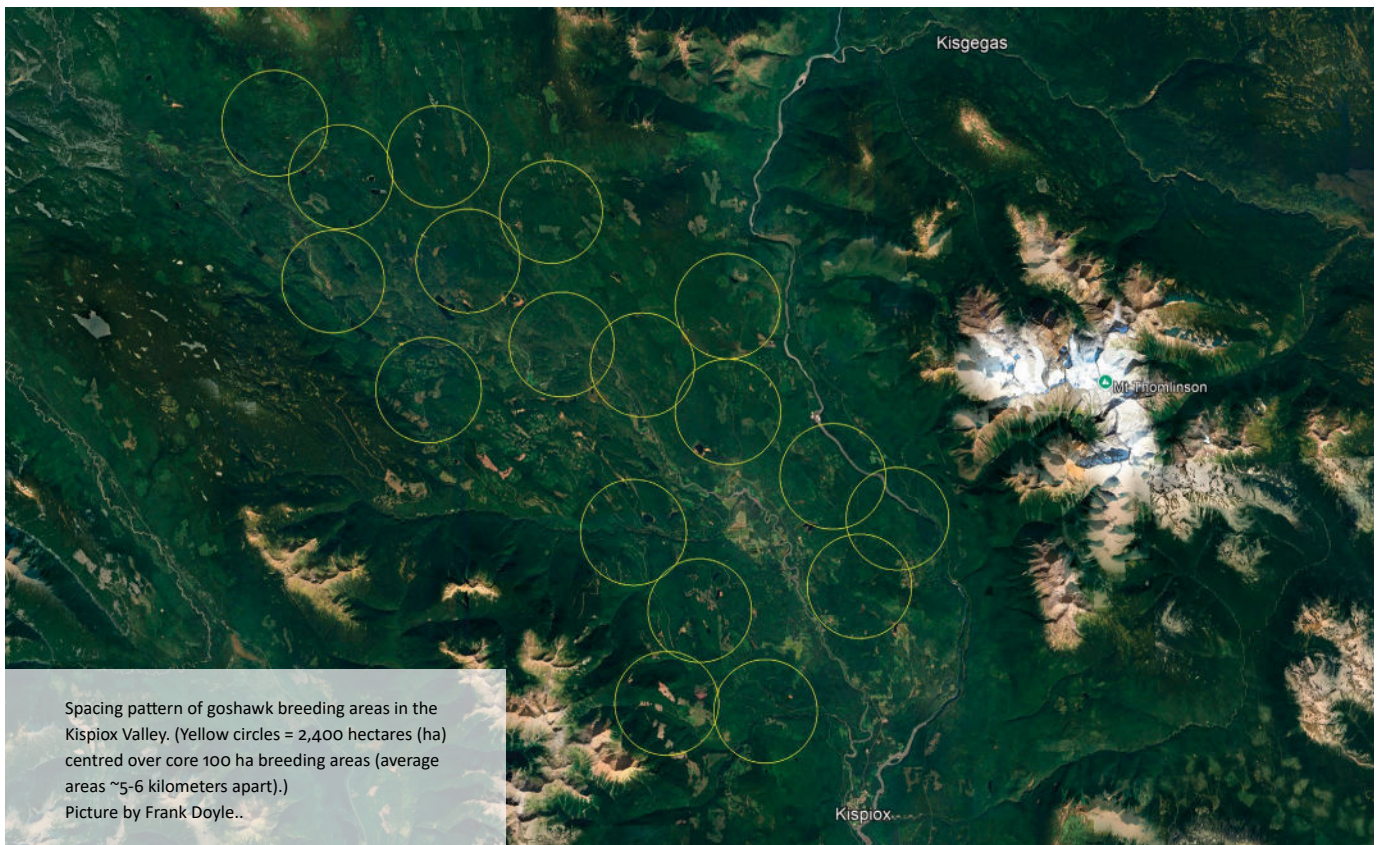 Kisgegas
Mt Thomlinson
Spacing pattern of goshawk breeding areas in the
Kispiox Valley. (Yellow circles = 2,400 hectares (ha)
centred over core 100 ha breeding areas (average
areas ~5-6 kilometers apart).)
Picture by Frank Doyle..
Kispiox